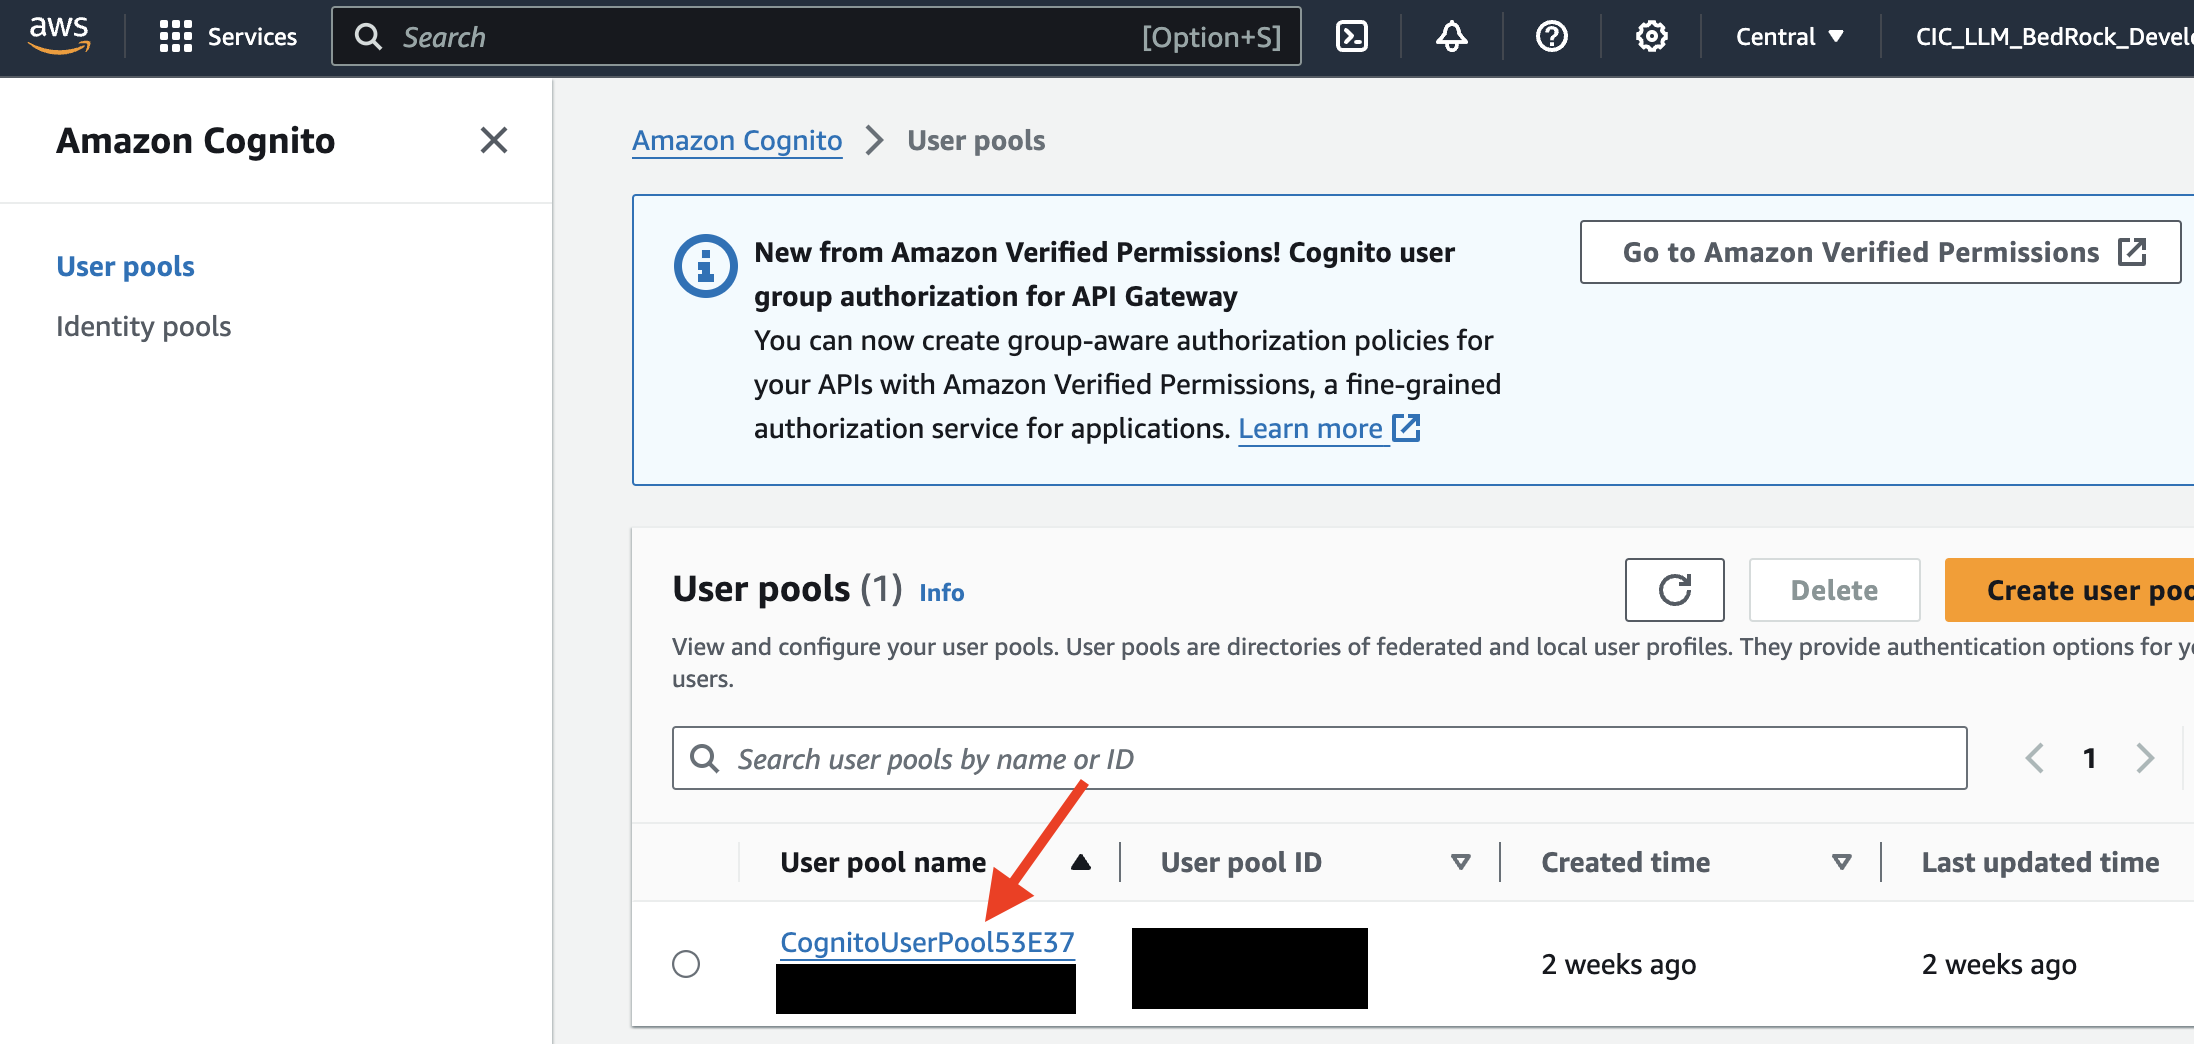 aws
Services
Search
[Option+S]
Central
CIC_LLM_BedRock_Devel
Amazon Cognito
User pools
Identity pools
Amazon Cognito
User pools
New from Amazon Verified Permissions! Cognito user
group authorization for API Gateway
You can now create group-aware authorization policies for
your APIs with Amazon Verified Permissions, a fine-grained
authorization service for applications. Learn more
Go to Amazon Verified Permissions
User pools (1) Info
Delete
Create user poo
View and configure your user pools. User pools are directories of federated and local user profiles. They provide authentication options for y
users.
Search user pools by name or ID
1
User pool name
User pool ID
Created time
Last updated time
CognitoUserPool53E37
2 weeks ago
2 weeks ago